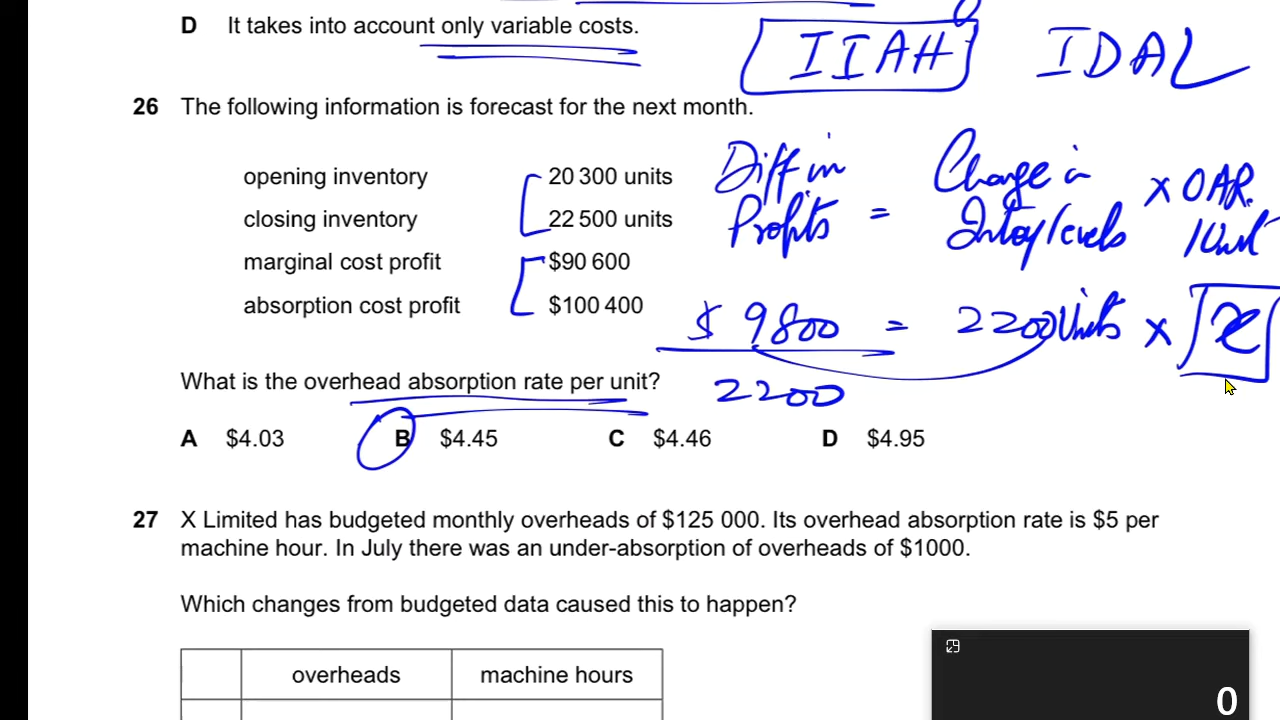 D It takes into account only variable costs.
IIAH IDAL
26 The following information is forecast for the next month.
opening inventory 20 300 units
closing inventory 22 500 units
marginal cost profit $90 600
absorption cost profit $100 400
Diff in Profits = Change in levels x OAR
$ 9800 = 2200 Units x
2200
What is the overhead absorption rate per unit?
A $4.03 B $4.45 C $4.46 D $4.95
27 X Limited has budgeted monthly overheads of $125 000. Its overhead absorption rate is $5 per
machine hour. In July there was an under-absorption of overheads of $1000.
Which changes from budgeted data caused this to happen?
overheads machine hours
0